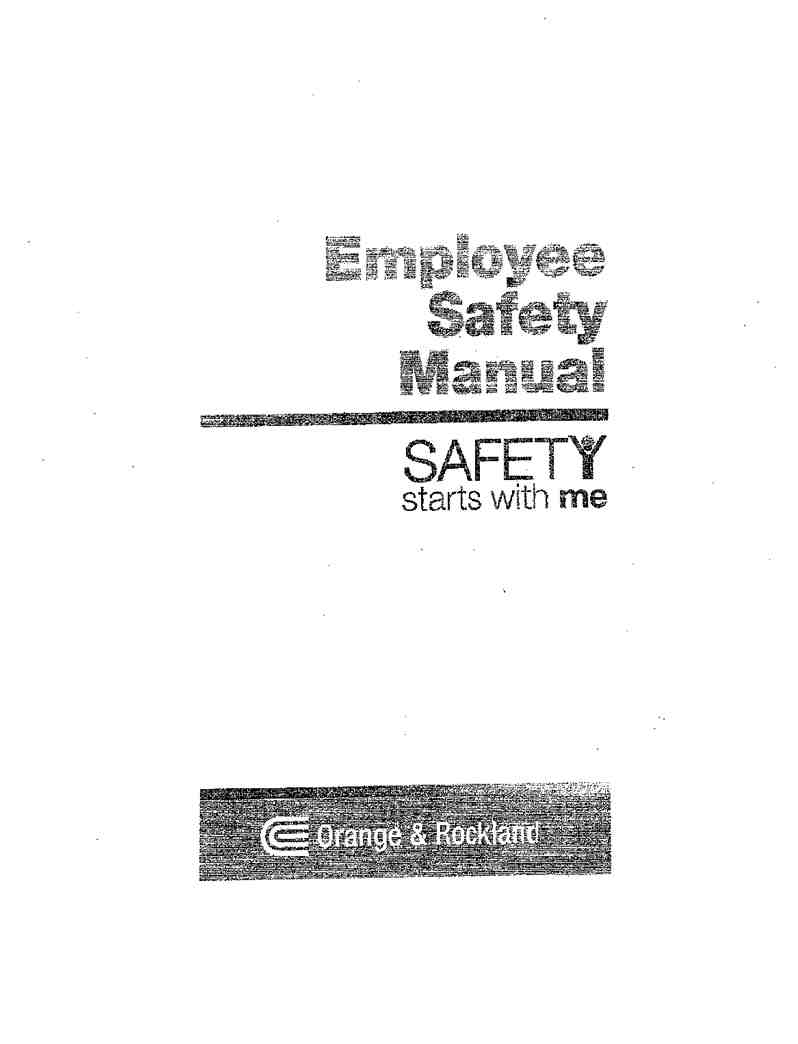 Employee
Safety
Manual
SAFETY
starts with me
Orange & Rockland